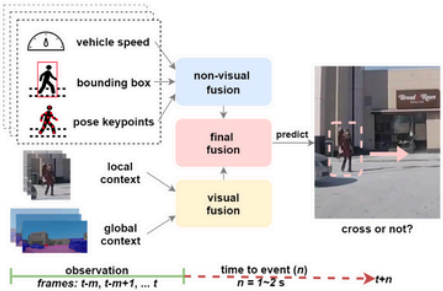 vehicle speed
bounding box
pose keypoints
local
context
global
context
non-visual
fusion
final
fusion
visual
fusion
predict
cross or not?
observation
frames: t-m, t-m+1, ... t
time to event (n)
n = 1~2 s
t+n